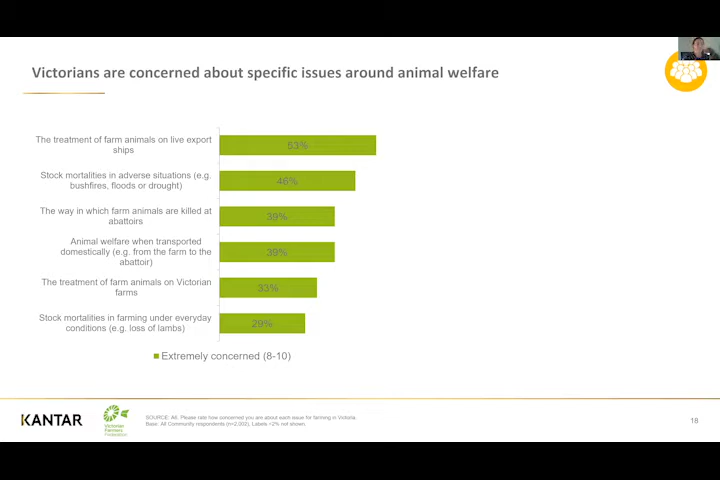 Victorians are concerned about specific issues around animal welfare
The treatment of farm animals on live export
ships
53%
Stock mortalities in adverse situations (e.g.
bushfires, floods or drought)
46%
The way in which farm animals are killed at
abattoirs
39%
Animal welfare when transported
domestically (e.g. from the farm to the
abattoir)
39%
The treatment of farm animals on Victorian
farms
33%
Stock mortalities in farming under everyday
conditions (e.g. loss of lambs)
29%
Extremely concerned (8-10)
KANTAR
Victorian
Farmers
Federation
SOURCE: A6. Please rate how concerned you are about each issue for farming in Victoria.
Base: All Community respondents (n=2,002), Labels <2% not shown.
18